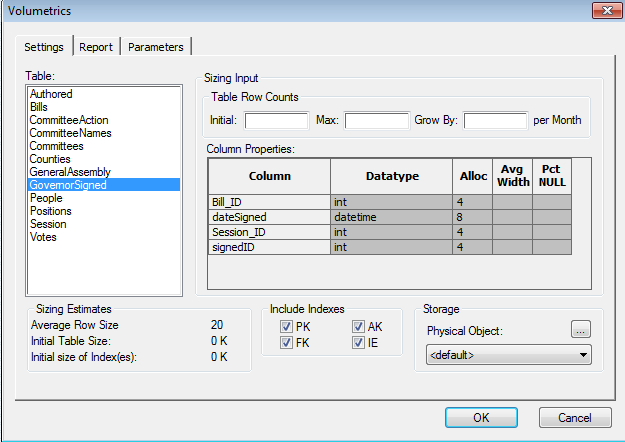 Volumetrics
Settings Report Parameters
Table:
Authored
Bills
CommitteeAction
CommitteeNames
Committees
Counties
GeneralAssembly
GovernorSigned
People
Positions
Session
Votes
Sizing Input
Table Row Counts
Initial: Max: Grow By: per Month
Column Properties:
Column Datatype Alloc Avg Width Pct NULL
Bill_ID int 4
dateSigned datetime 8
Session_ID int 4
signedID int 4
Sizing Estimates
Average Row Size 20
Initial Table Size: 0 K
Initial size of Index(es): 0 K
Include Indexes
PK AK
FK IE
Storage
Physical Object: ...
<default>
OK Cancel